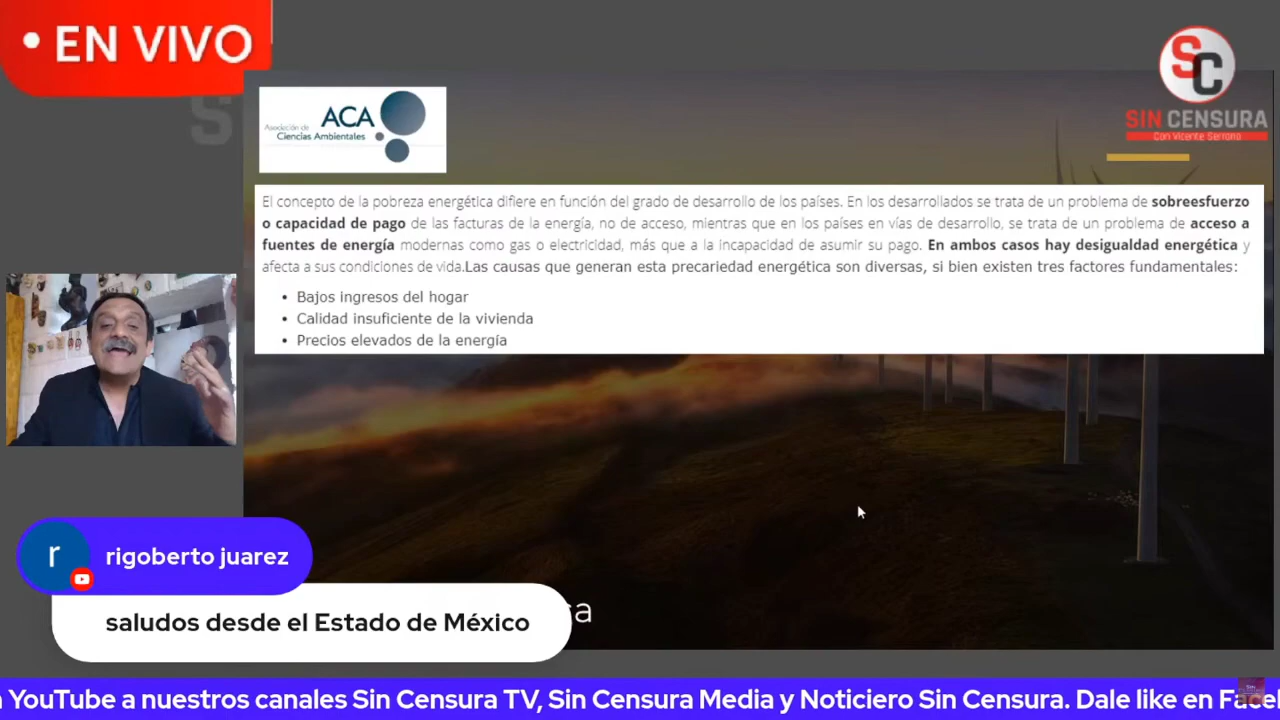 • EN VIVO
SC
SIN CENSURA
Con Vicente Serrano
ACA
Asociación de
Ciencias Ambientales
El concepto de la pobreza energética difiere en función del grado de desarrollo de los países. En los desarrollados se trata de un problema de sobreesfuerzo
o capacidad de pago de las facturas de la energía, no de acceso, mientras que en los países en vías de desarrollo, se trata de un problema de acceso a
fuentes de energía modernas como gas o electricidad, más que a la incapacidad de asumir su pago. En ambos casos hay desigualdad energética y
afecta a sus condiciones de vida.Las causas que generan esta precariedad energética son diversas, si bien existen tres factores fundamentales:
• Bajos ingresos del hogar
• Calidad insuficiente de la vivienda
• Precios elevados de la energía
r
rigoberto juarez
saludos desde el Estado de México
YouTube a nuestros canales Sin Censura TV, Sin Censura Media y Noticiero Sin Censura. Dale like en